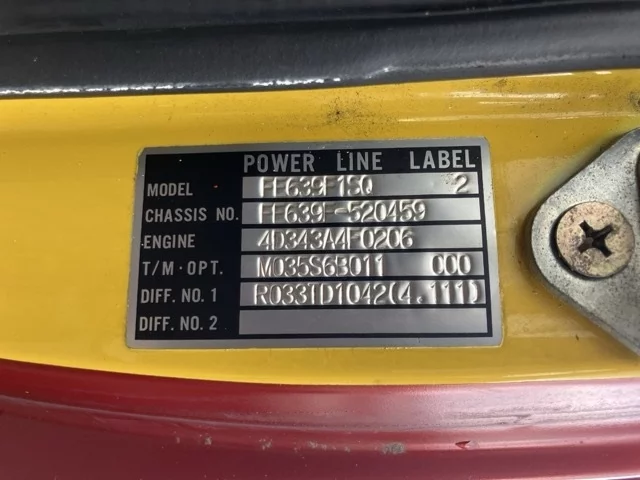 POWER LINE LABEL
MODEL FE639F1SQ 2
CHASSIS NO. FE639F-520459
ENGINE 4D343A4F0206
T/M·OPT. M035S6B011 000
DIFF. NO. 1 R033TD1042(4.111)
DIFF. NO. 2